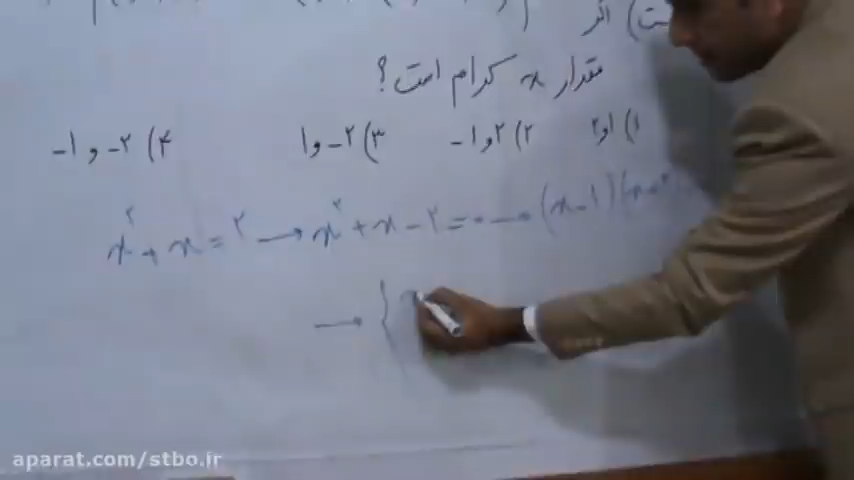 اگر
مقدار x کدام است؟
۱) ۱ و ۲ ۲) ۲ و ۱- ۳) ۲- و ۱ ۴) ۲- و ۱-
x² + x = ۲ → x² + x - ۲ = ۰ → (x-۱)(x+۲
→ {
aparat.com/stbo.ir